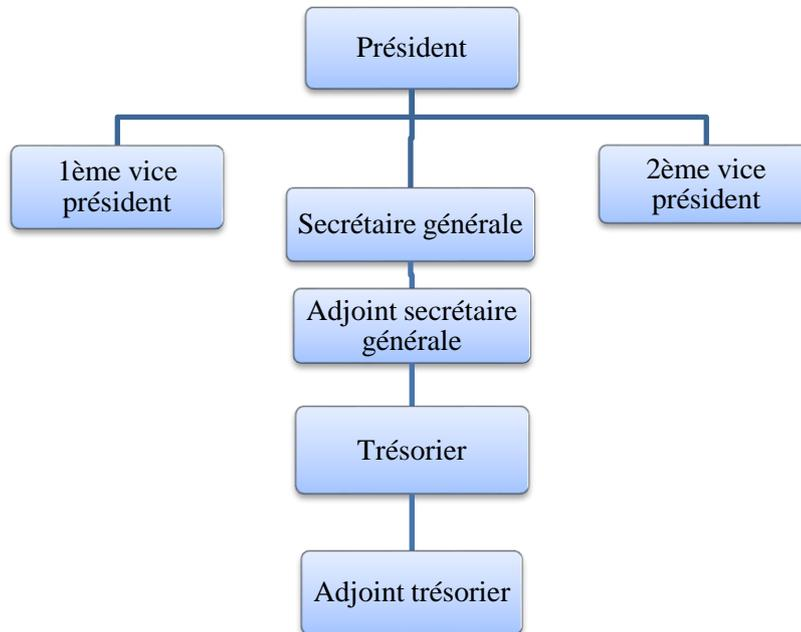 Président
1ème vice
président
2ème vice
président
Secrétaire générale
Adjoint secrétaire
générale
Trésorier
Adjoint trésorier